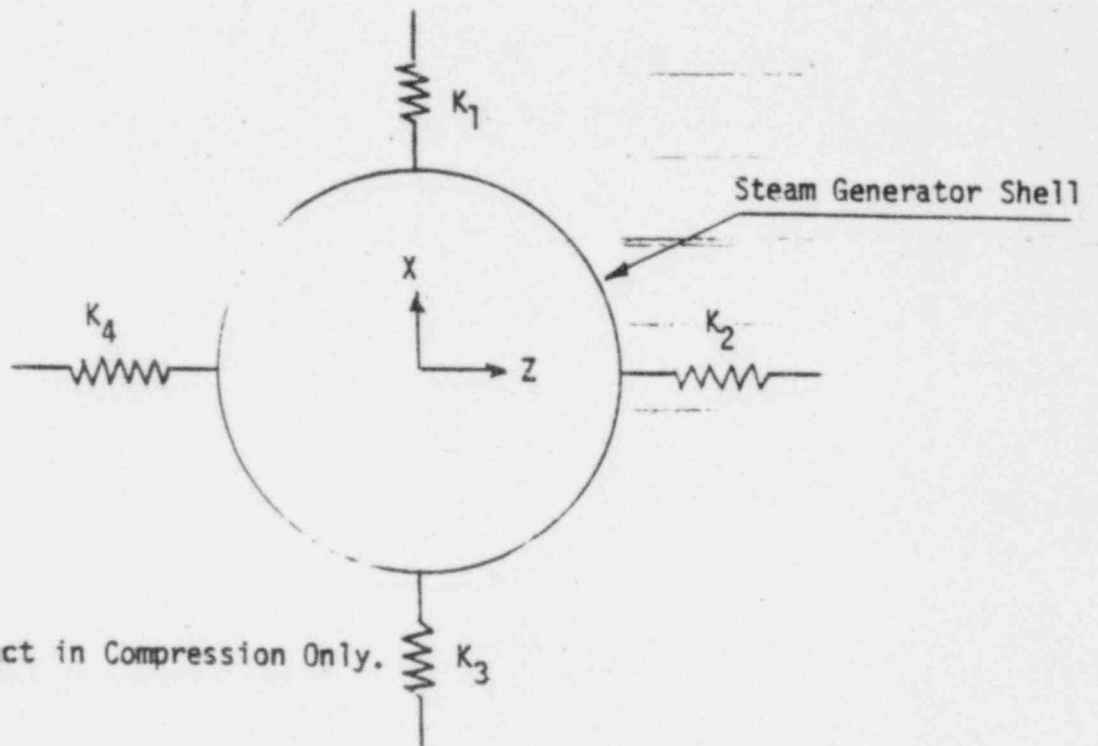 K₁
Steam Generator Shell
X
K₄
K₂
Z
ct in Compression Only.
K₃